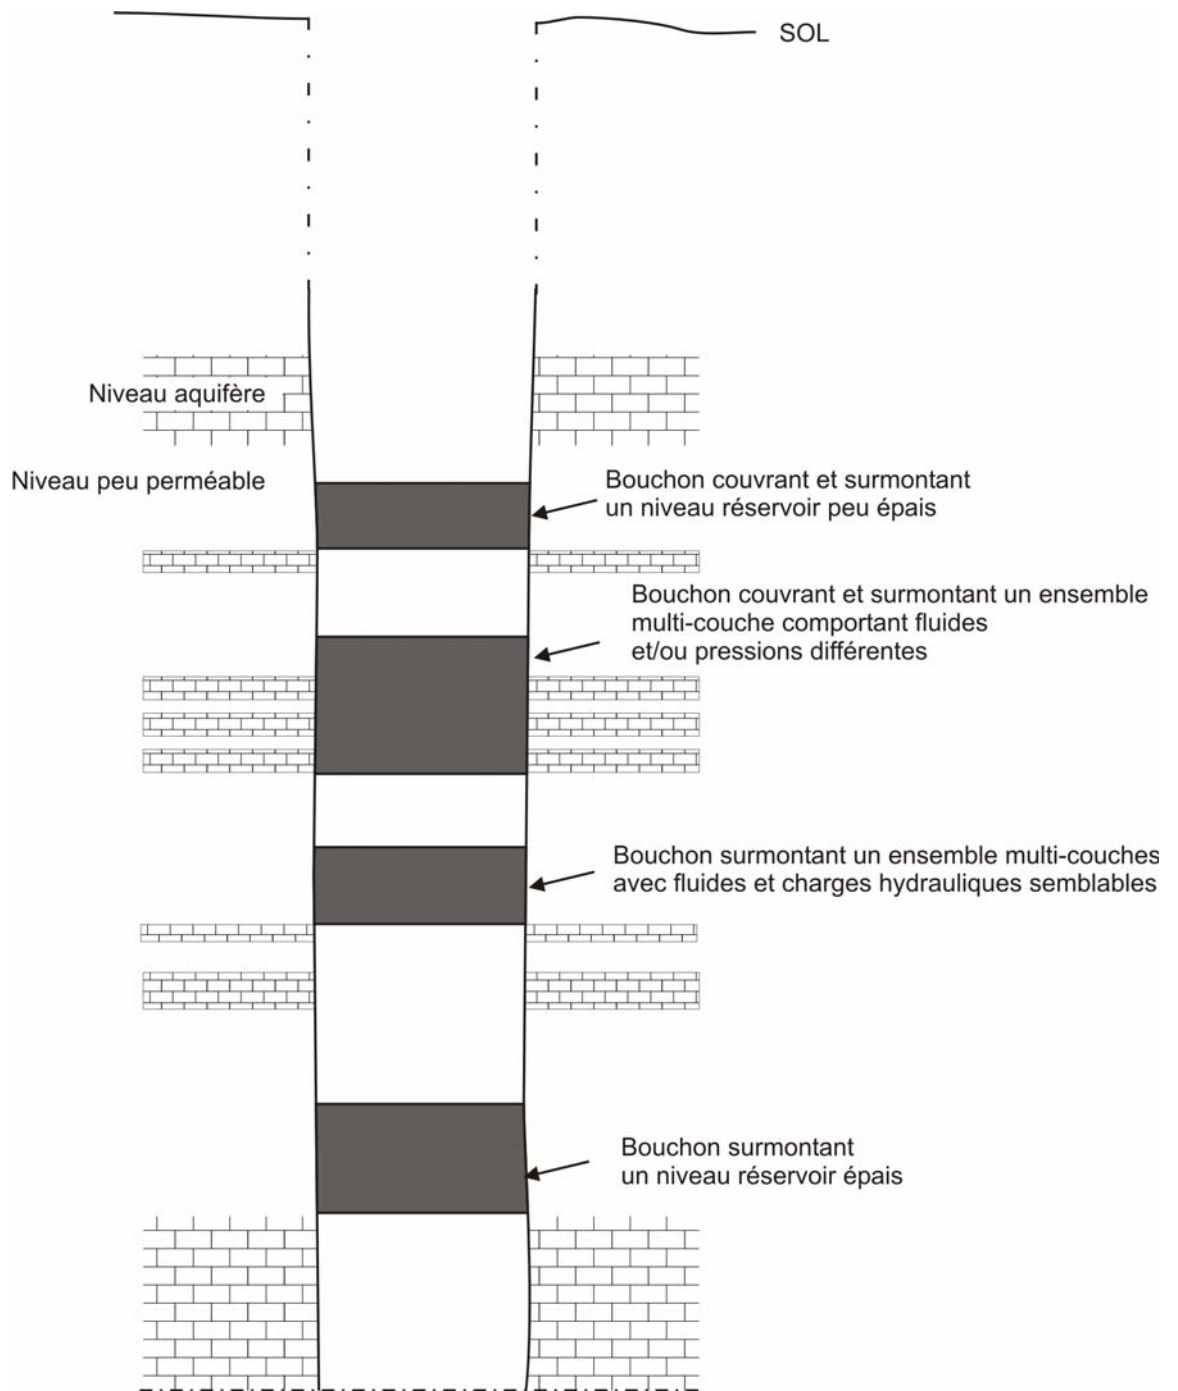 SOL
Niveau aquifère
Niveau peu perméable
Bouchon couvrant et surmontant
un niveau réservoir peu épais
Bouchon couvrant et surmontant un ensemble
multi-couche comportant fluides
et/ou pressions différentes
Bouchon surmontant un ensemble multi-couches
avec fluides et charges hydrauliques semblables
Bouchon surmontant
un niveau réservoir épais